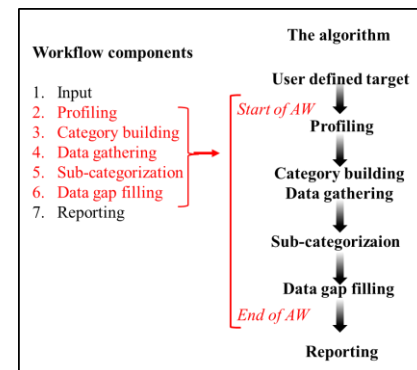 Workflow components
1. Input
2. Profiling
3. Category building
4. Data gathering
5. Sub-categorization
6. Data gap filling
7. Reporting
The algorithm
User defined target
Start of AW
Profiling
Category building
Data gathering
Sub-categorizaion
Data gap filling
End of AW
Reporting